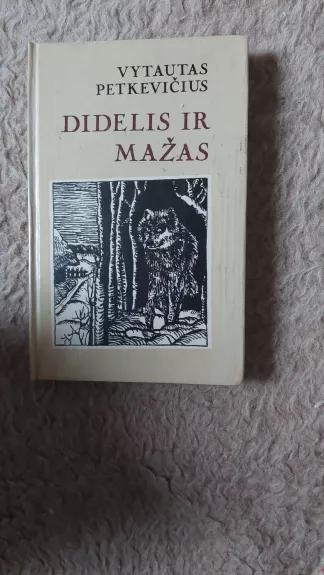 VYTAUTAS
PETKEVIČIUS
DIDELIS IR
MAŽAS